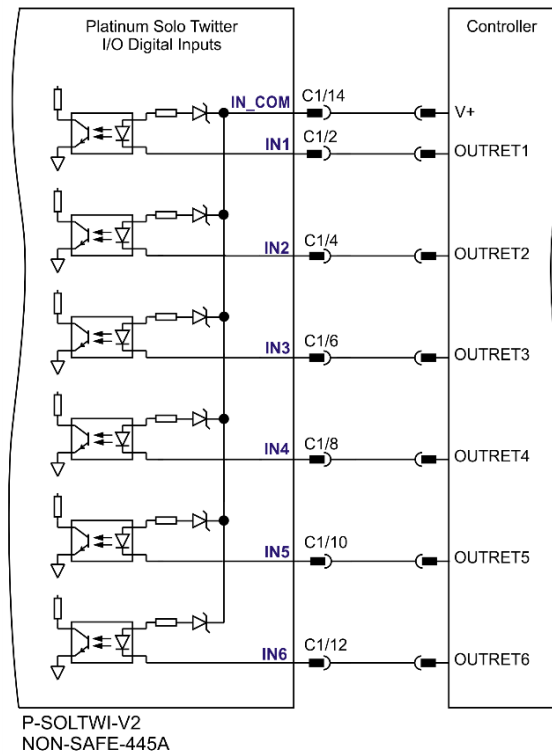 Platinum Solo Twitter
I/O Digital Inputs
Controller
IN_COM
C1/14
V+
IN1
C1/2
OUTRET1
IN2
C1/4
OUTRET2
IN3
C1/6
OUTRET3
IN4
C1/8
OUTRET4
IN5
C1/10
OUTRET5
IN6
C1/12
OUTRET6
P-SOLTWI-V2
NON-SAFE-445A